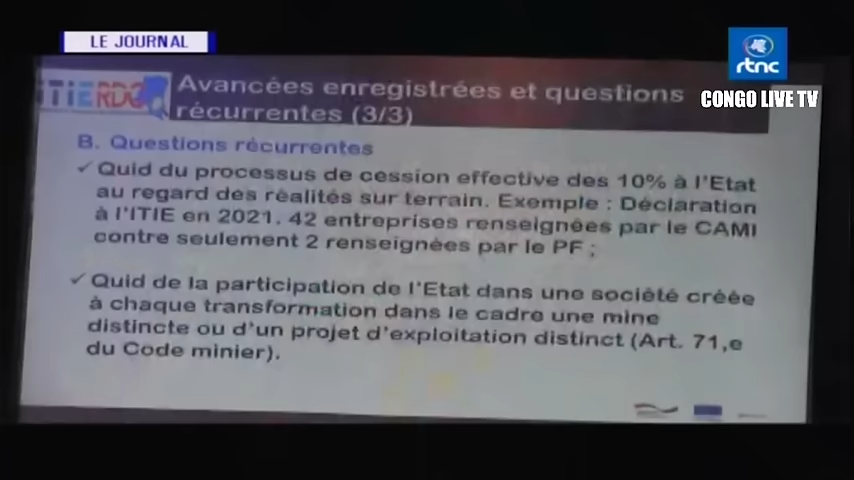 LE JOURNAL
rtnc
CONGO LIVE TV
ITIERDC
Avancées enregistrées et questions
récurrentes (3/3)
B. Questions récurrentes
✓ Quid du processus de cession effective des 10% à l'Etat
au regard des réalités sur terrain. Exemple : Déclaration
à l'ITIE en 2021. 42 entreprises renseignées par le CAMI
contre seulement 2 renseignées par le PF ;
✓ Quid de la participation de l'Etat dans une société créée
à chaque transformation dans le cadre une mine
distincte ou d'un projet d'exploitation distinct (Art. 71,e
du Code minier).